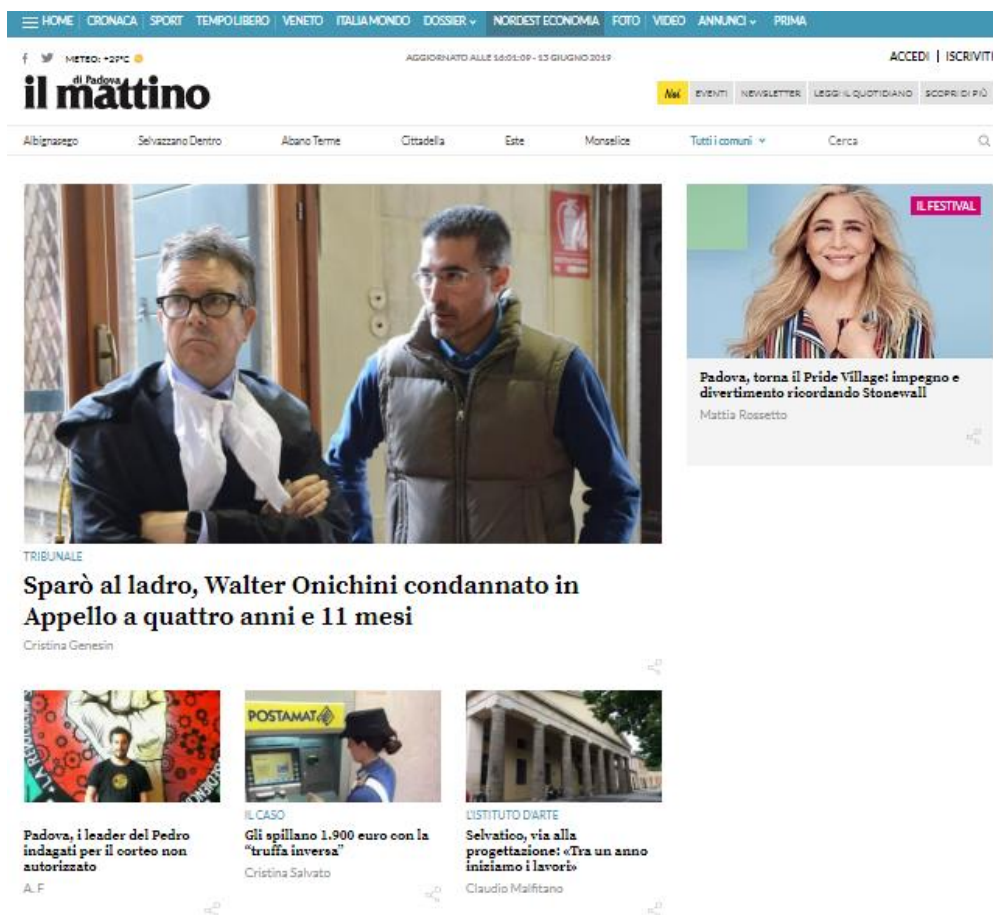 HOME CRONACA SPORT TEMPO LIBERO VENETO ITALIA MONDO DOSSIER NORDEST ECONOMIA FOTO VIDEO ANNUNCI PRIMA
METEO: +29°C
AGGIORNATO ALLE 16:01:09 - 13 GIUGNO 2019
ACCEDI | ISCRIVITI
il mattino
di Padova
Noi EVENTI NEWSLETTER LEGGI IL QUOTIDIANO SCOPRI DI PIÙ
Albignasego Selvazzano Dentro Abano Terme Cittadella Este Monselice Tutti i comuni Cerca
IL FESTIVAL
Padova, torna il Pride Village: impegno e
divertimento ricordando Stonewall
Mattia Rossetto
TRIBUNALE
Sparò al ladro, Walter Onichini condannato in
Appello a quattro anni e 11 mesi
Cristina Genesin
Padova, i leader del Pedro
indagati per il corteo non
autorizzato
A. F
POSTAMAT
IL CASO
Gli spillano 1.900 euro con la
"truffa inversa"
Cristina Salvato
L'ISTITUTO D'ARTE
Selvatico, via alla
progettazione: «Tra un anno
iniziamo i lavori»
Claudio Malfitano